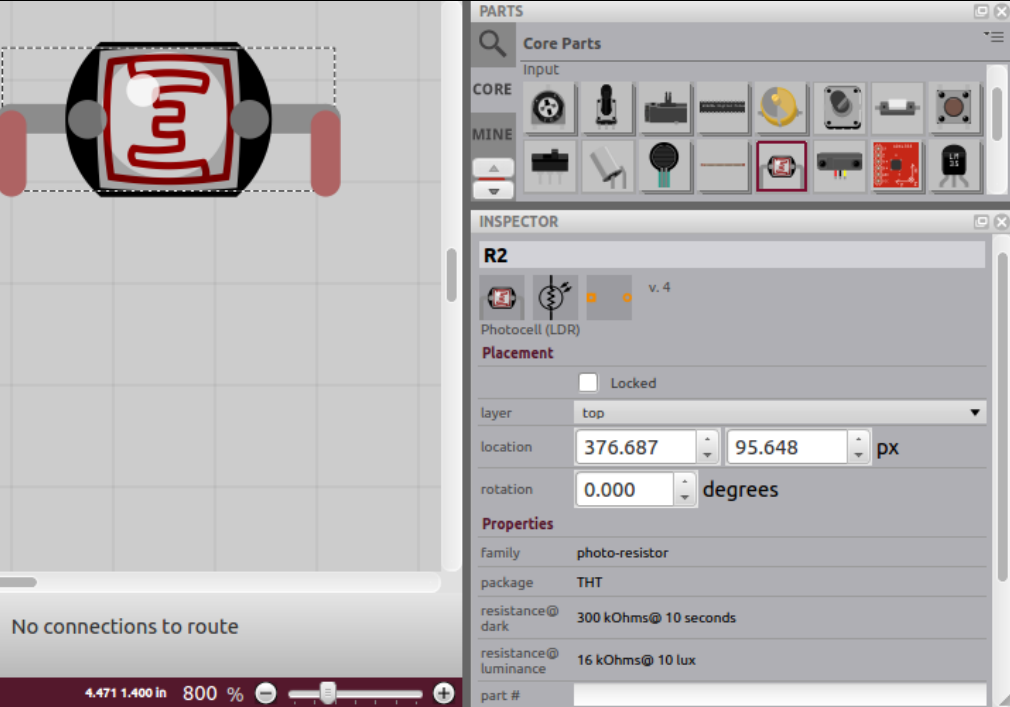 PARTS
Core Parts
Input
CORE
MINE
LM
35
INSPECTOR
R2
v. 4
Photocell (LDR)
Placement
Locked
layer top
location 376.687 95.648 px
rotation 0.000 degrees
Properties
family photo-resistor
package THT
resistance@
dark 300 kOhms@ 10 seconds
resistance@
luminance 16 kOhms@ 10 lux
part #
No connections to route
4.471 1.400 in 800 %